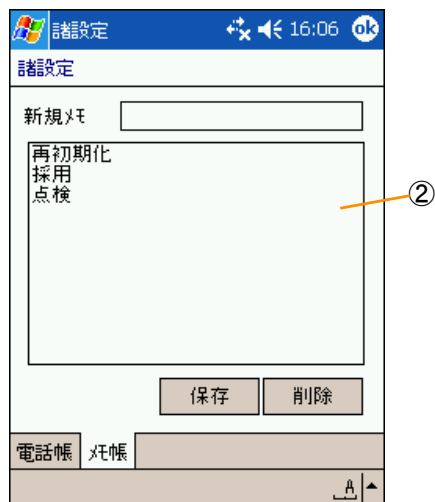 諸設定 16:06 ok
諸設定
新規ﾒﾓ
再初期化
採用
点検
②
保存 削除
電話帳 ﾒﾓ帳
A